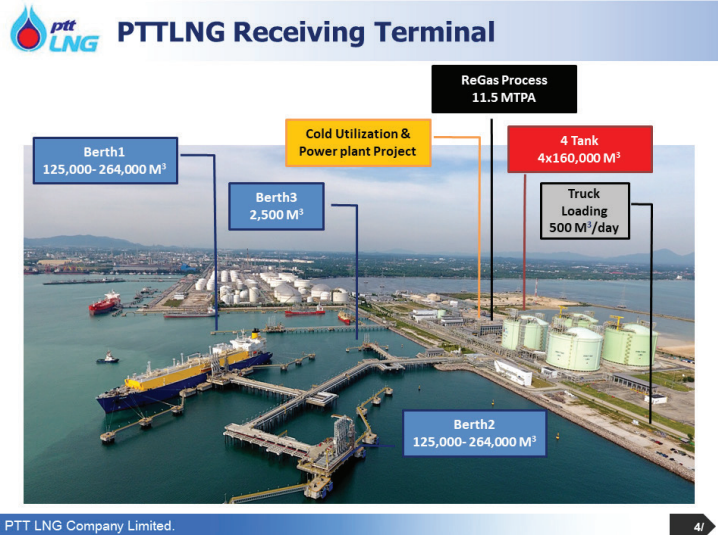 ptt
LNG
PTTLNG Receiving Terminal
ReGas Process
11.5 MTPA
Cold Utilization &
Power plant Project
4 Tank
4x160,000 M³
Berth1
125,000- 264,000 M³
Berth3
2,500 M³
Truck
Loading
500 M³/day
Berth2
125,000- 264,000 M³
PTT LNG Company Limited.
4/